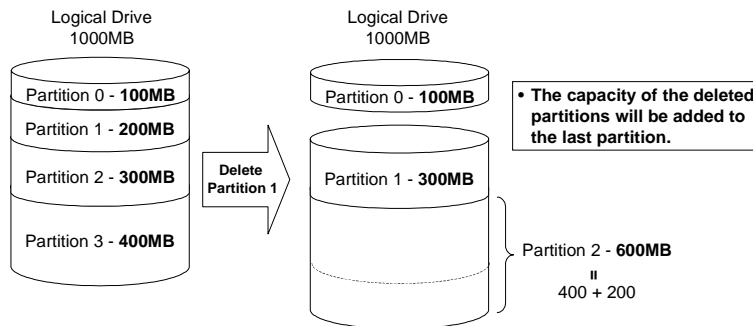 Logical Drive
1000MB
Partition 0 - 100MB
Partition 1 - 200MB
Partition 2 - 300MB
Partition 3 - 400MB
Delete
Partition 1
Logical Drive
1000MB
Partition 0 - 100MB
Partition 1 - 300MB
Partition 2 - 600MB
=
400 + 200
• The capacity of the deleted
partitions will be added to
the last partition.